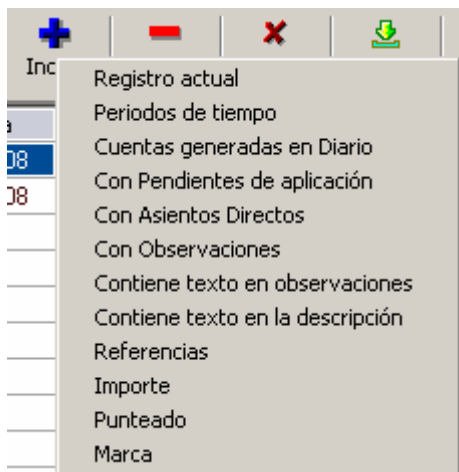 Inc
Registro actual
Periodos de tiempo
Cuentas generadas en Diario
08
Con Pendientes de aplicación
08
Con Asientos Directos
Con Observaciones
Contiene texto en observaciones
Contiene texto en la descripción
Referencias
Importe
Punteado
Marca